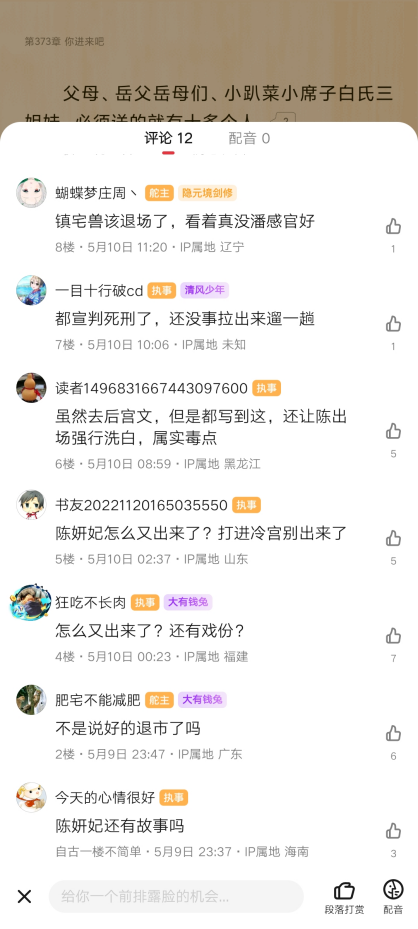 第373章 你进来吧
父母、岳父岳母们、小趴菜小席子白氏三
姐妹，必须送的就有十多个人。 2
评论 12 配音 0
蝴蝶梦庄周丶 舵主 隐元境剑修
镇宅兽该退场了，看着真没潘感官好
8楼・5月10日 11:20・IP属地 辽宁
1
一目十行破cd 执事 清风少年
都宣判死刑了，还没事拉出来遛一趟
7楼・5月10日 10:06・IP属地 未知
1
读者1496831667443097600 执事
虽然去后宫文，但是都写到这，还让陈出
场强行洗白，属实毒点
6楼・5月10日 08:59・IP属地 黑龙江
5
书友20221120165035550 执事
陈妍妃怎么又出来了？打进冷宫别出来了
5楼・5月10日 02:37・IP属地 山东
5
狂吃不长肉 执事 大有钱兔
怎么又出来了？还有戏份？
4楼・5月10日 00:23・IP属地 福建
7
肥宅不能减肥 舵主 大有钱兔
不是说好的退市了吗
2楼・5月9日 23:47・IP属地 广东
6
今天的心情很好 执事
陈妍妃还有故事吗
自古一楼不简单・5月9日 23:37・IP属地 海南
3
给你一个前排露脸的机会...
段落打赏 配音